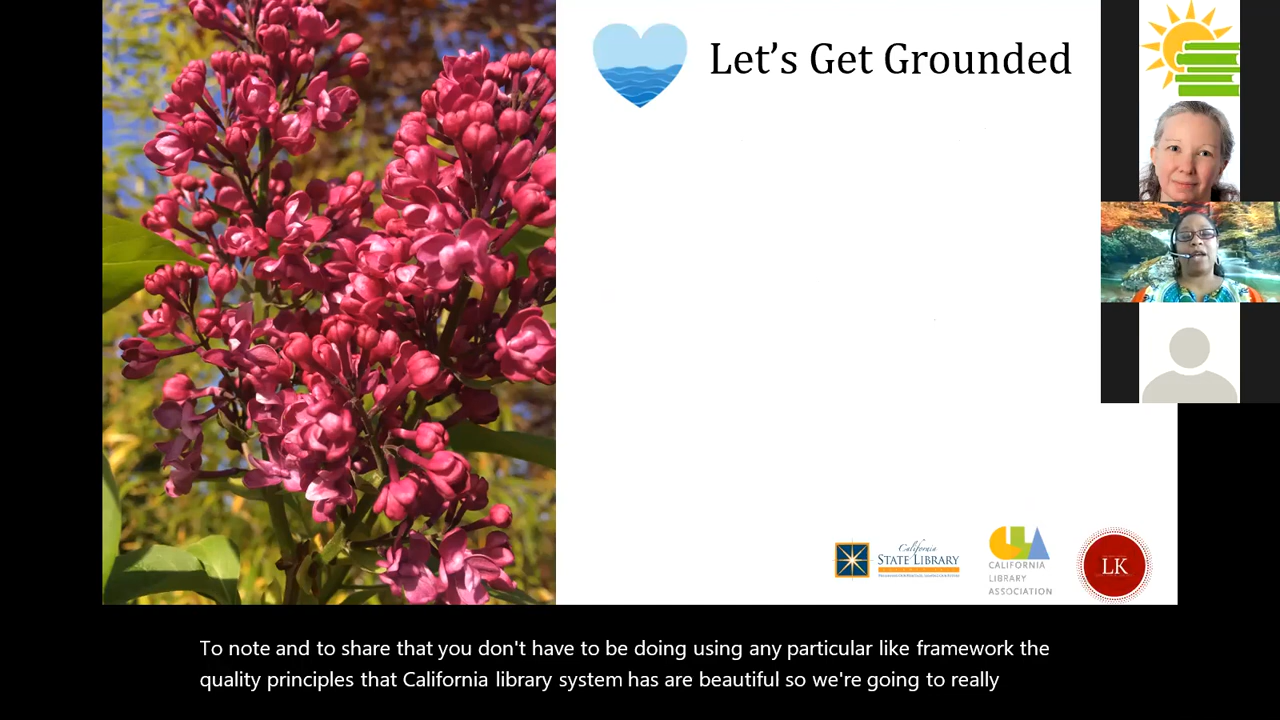 Let's Get Grounded
California
STATE LIBRARY
CLA
CALIFORNIA
LIBRARY
ASSOCIATION
LK
To note and to share that you don't have to be doing using any particular like framework the
quality principles that California library system has are beautiful so we're going to really